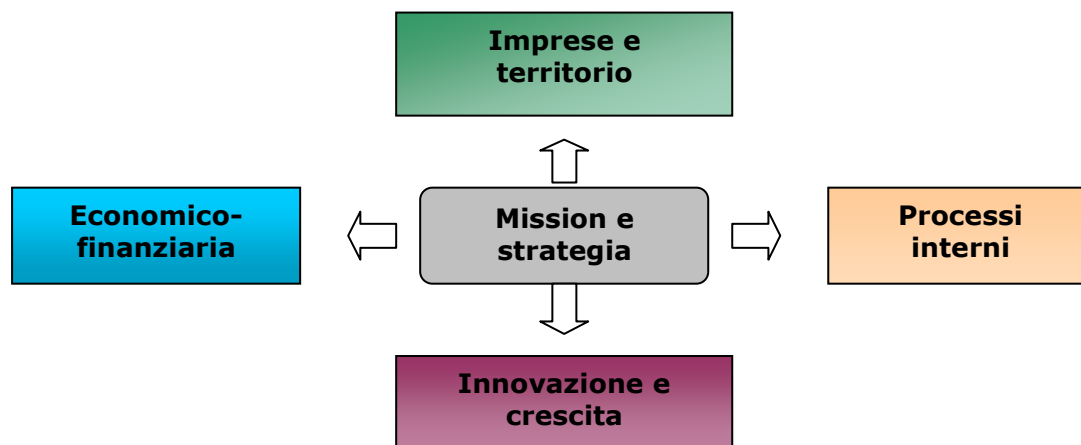 Imprese e
territorio
Economico-
finanziaria
Mission e
strategia
Processi
interni
Innovazione e
crescita